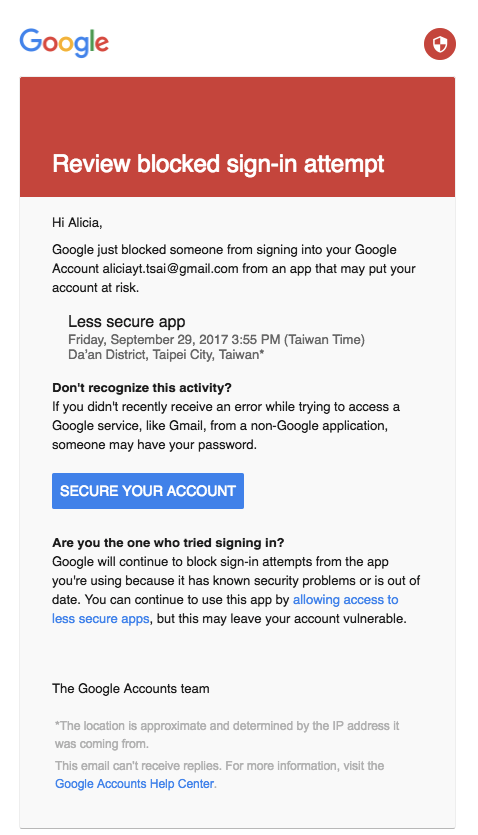 Google
Review blocked sign-in attempt
Hi Alicia,
Google just blocked someone from signing into your Google
Account aliciayt.tsai@gmail.com from an app that may put your
account at risk.
Less secure app
Friday, September 29, 2017 3:55 PM (Taiwan Time)
Da'an District, Taipei City, Taiwan*
Don't recognize this activity?
If you didn't recently receive an error while trying to access a
Google service, like Gmail, from a non-Google application,
someone may have your password.
SECURE YOUR ACCOUNT
Are you the one who tried signing in?
Google will continue to block sign-in attempts from the app
you're using because it has known security problems or is out of
date. You can continue to use this app by allowing access to
less secure apps, but this may leave your account vulnerable.
The Google Accounts team
*The location is approximate and determined by the IP address it
was coming from.
This email can't receive replies. For more information, visit the
Google Accounts Help Center.